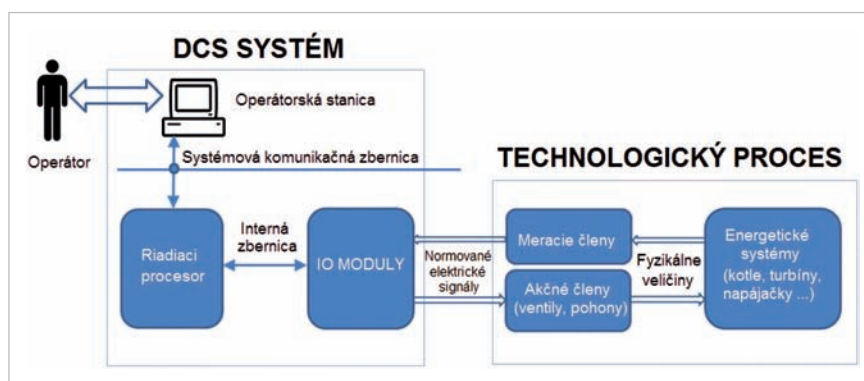 DCS SYSTÉM
Operátorská stanica
Operátor
Systémová komunikačná zbernica
Riadiaci
procesor
Interná
zbernica
IO MODULY
Normované
elektrické
signály
TECHNOLOGICKÝ PROCES
Meracie členy
Akčné členy
(ventily, pohony)
Fyzikálne
veličiny
Energetické
systémy
(kotle, turbíny,
napájačky ...)